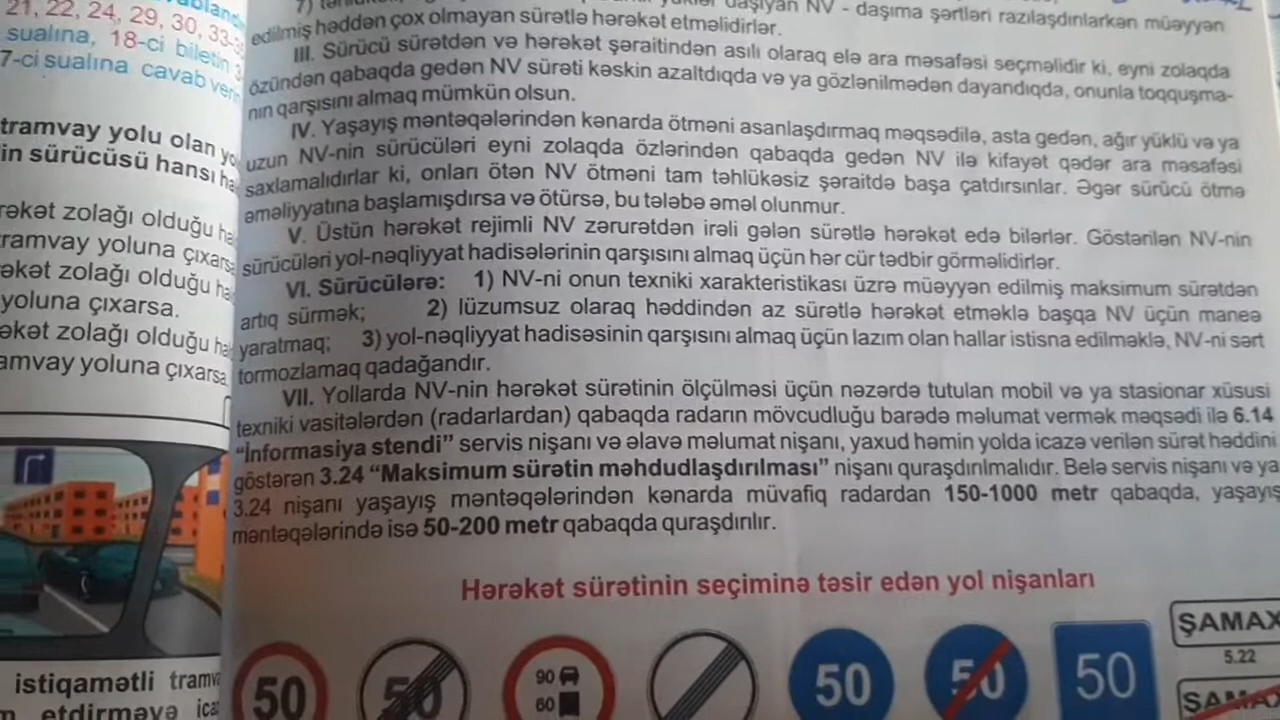 21, 22, 24, 29, 30, 33-
sualına, 18-ci biletin
7-ci sualına cavab
tramvay yolu olan
in sürücüsü hansı
rəkət zolağı olduğu
ramvay yoluna çıxarsa
əkət zolağı olduğu
yoluna çıxarsa.
əkət zolağı olduğu
amvay yoluna çıxarsa
istiqamətli
etdirməyə
daşıyan NV - daşıma şərtləri razılaşdırılarkən müəyyən
edilmiş həddən çox olmayan sürətlə hərəkət etməlidirlər.
III. Sürücü sürətdən və hərəkət şəraitindən asılı olaraq elə ara məsafəsi seçməlidir ki, eyni zolaqda
özündən qabaqda gedən NV sürəti kəskin azaltdıqda və ya gözlənilmədən dayandıqda, onunla toqquşma-
nın qarşısını almaq mümkün olsun.
IV. Yaşayış məntəqələrindən kənarda ötməni asanlaşdırmaq məqsədilə, asta gedən, ağır yüklü və ya
uzun NV-nin sürücüləri eyni zolaqda özlərindən qabaqda gedən NV ilə kifayət qədər ara məsafəsi
saxlamalıdırlar ki, onları ötən NV ötməni tam təhlükəsiz şəraitdə başa çatdırsınlar. Əgər sürücü ötmə
əməliyyatına başlamışdırsa və ötürsə, bu tələbə əməl olunmur.
V. Üstün hərəkət rejimli NV zərurətdən irəli gələn sürətlə hərəkət edə bilərlər. Göstərilən NV-nin
sürücüləri yol-nəqliyyat hadisələrinin qarşısını almaq üçün hər cür tədbir görməlidirlər.
VI. Sürücülərə: 1) NV-ni onun texniki xarakteristikası üzrə müəyyən edilmiş maksimum sürətdən
artıq sürmək; 2) lüzumsuz olaraq həddindən az sürətlə hərəkət etməklə başqa NV üçün maneə
yaratmaq; 3) yol-nəqliyyat hadisəsinin qarşısını almaq üçün lazım olan hallar istisna edilməklə, NV-ni sərt
tormozlamaq qadağandır.
VII. Yollarda NV-nin hərəkət sürətinin ölçülməsi üçün nəzərdə tutulan mobil və ya stasionar xüsusi
texniki vasitələrdən (radarlardan) qabaqda radarın mövcudluğu barədə məlumat vermək məqsədi ilə 6.14
“İnformasiya stendi” servis nişanı və əlavə məlumat nişanı, yaxud həmin yolda icazə verilən sürət həddini
göstərən 3.24 “Maksimum sürətin məhdudlaşdırılması” nişanı quraşdırılmalıdır. Belə servis nişanı və ya
3.24 nişanı yaşayış məntəqələrindən kənarda müvafiq radardan 150-1000 metr qabaqda, yaşayış
məntəqələrində isə 50-200 metr qabaqda quraşdırılır.
Hərəkət sürətinin seçiminə təsir edən yol nişanları
50 50 90 60 50 50 50 ŞAMAX
5.22
ŞAMAX